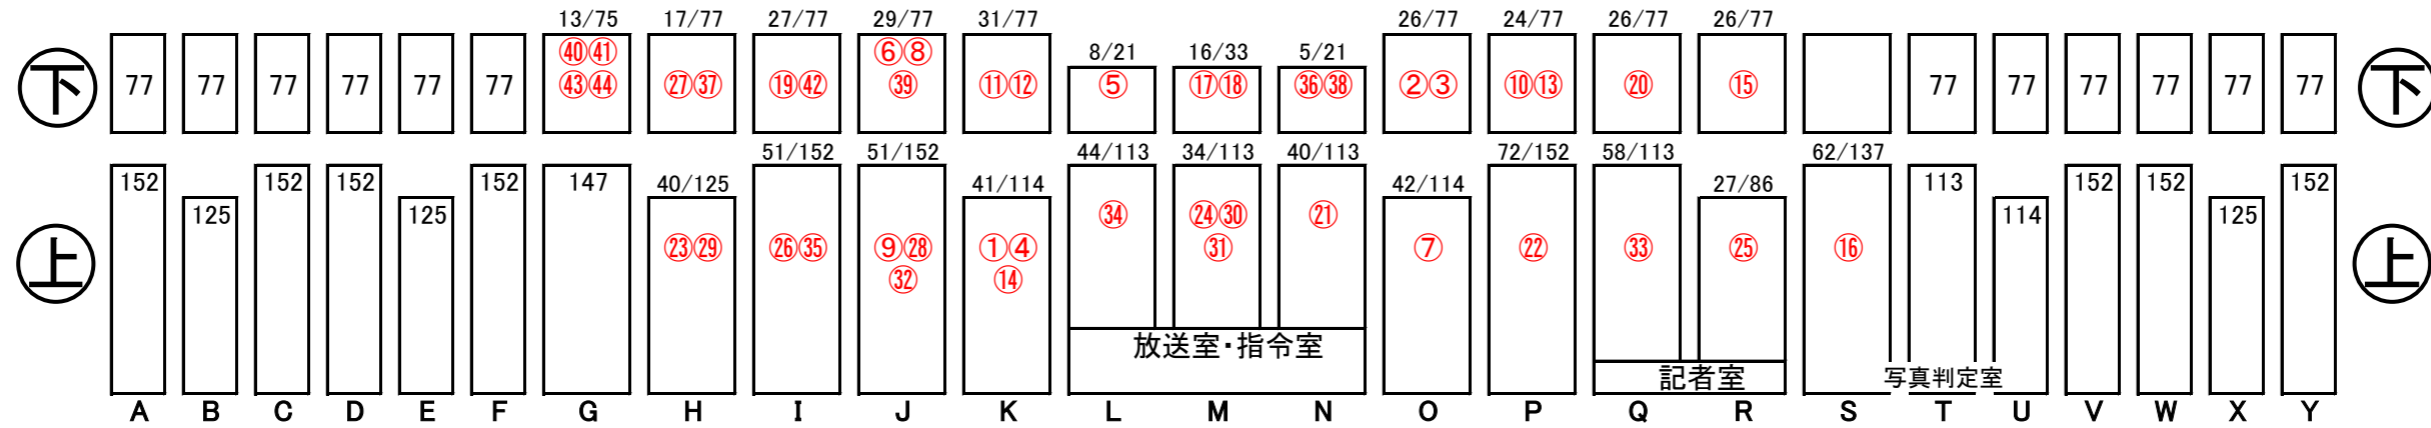 13/75 17/77 27/77 29/77 31/77 26/77 24/77 26/77 26/77
8/21 16/33 5/21
㊵㊶ ⑥⑧
下 77 77 77 77 77 77 ㊸㊹ ㉗㊲ ⑲㊷ ㊴ ⑪⑫ ⑤ ⑰⑱ ㊱㊳ ②③ ⑩⑬ ⑳ ⑮ 77 77 77 77 77 77 下
51/152 51/152 44/113 34/113 40/113 72/152 58/113 62/137
152 152 152 152 147 40/125 41/114 42/114 27/86 113 152 152 152
125 125 ㉞ ㉔㉚ ㉑ 114 125
上 ㉓㉙ ㉖㉟ ⑨㉘ ①④ ㉛ ⑦ ㉒ ㉝ ㉕ ⑯ 上
㉜ ⑭
放送室・指令室
記者室 写真判定室
A B C D E F G H I J K L M N O P Q R S T U V W X Y